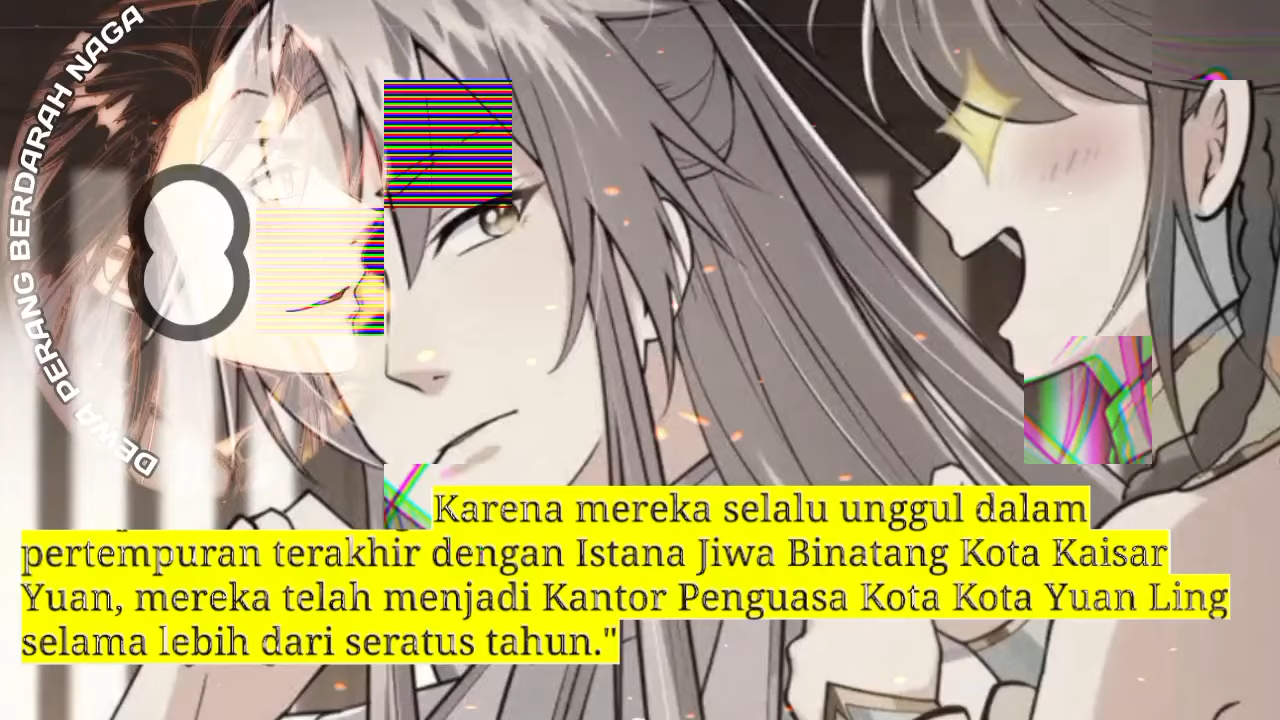 DEWA PERANG BERDARAH NAGA
8
Karena mereka selalu unggul dalam
pertempuran terakhir dengan Istana Jiwa Binatang Kota Kaisar
Yuan, mereka telah menjadi Kantor Penguasa Kota Kota Yuan Ling
selama lebih dari seratus tahun."